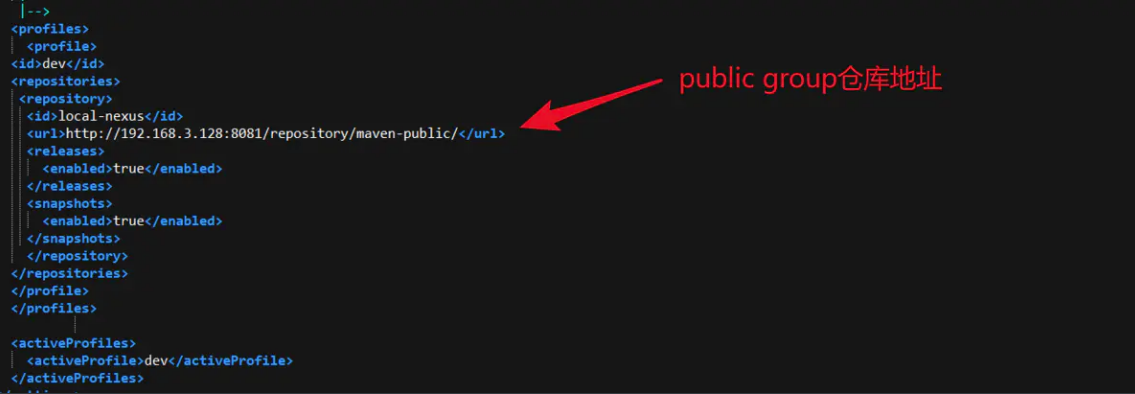 |-->
<profiles>
<profile>
<id>dev</id>
<repositories>
<repository>
<id>local-nexus</id>
<url>http://192.168.3.128:8081/repository/maven-public/</url>
public group仓库地址
<releases>
<enabled>true</enabled>
</releases>
<snapshots>
<enabled>true</enabled>
</snapshots>
</repository>
</repositories>
</profile>
</profiles>
<activeProfiles>
<activeProfile>dev</activeProfile>
</activeProfiles>